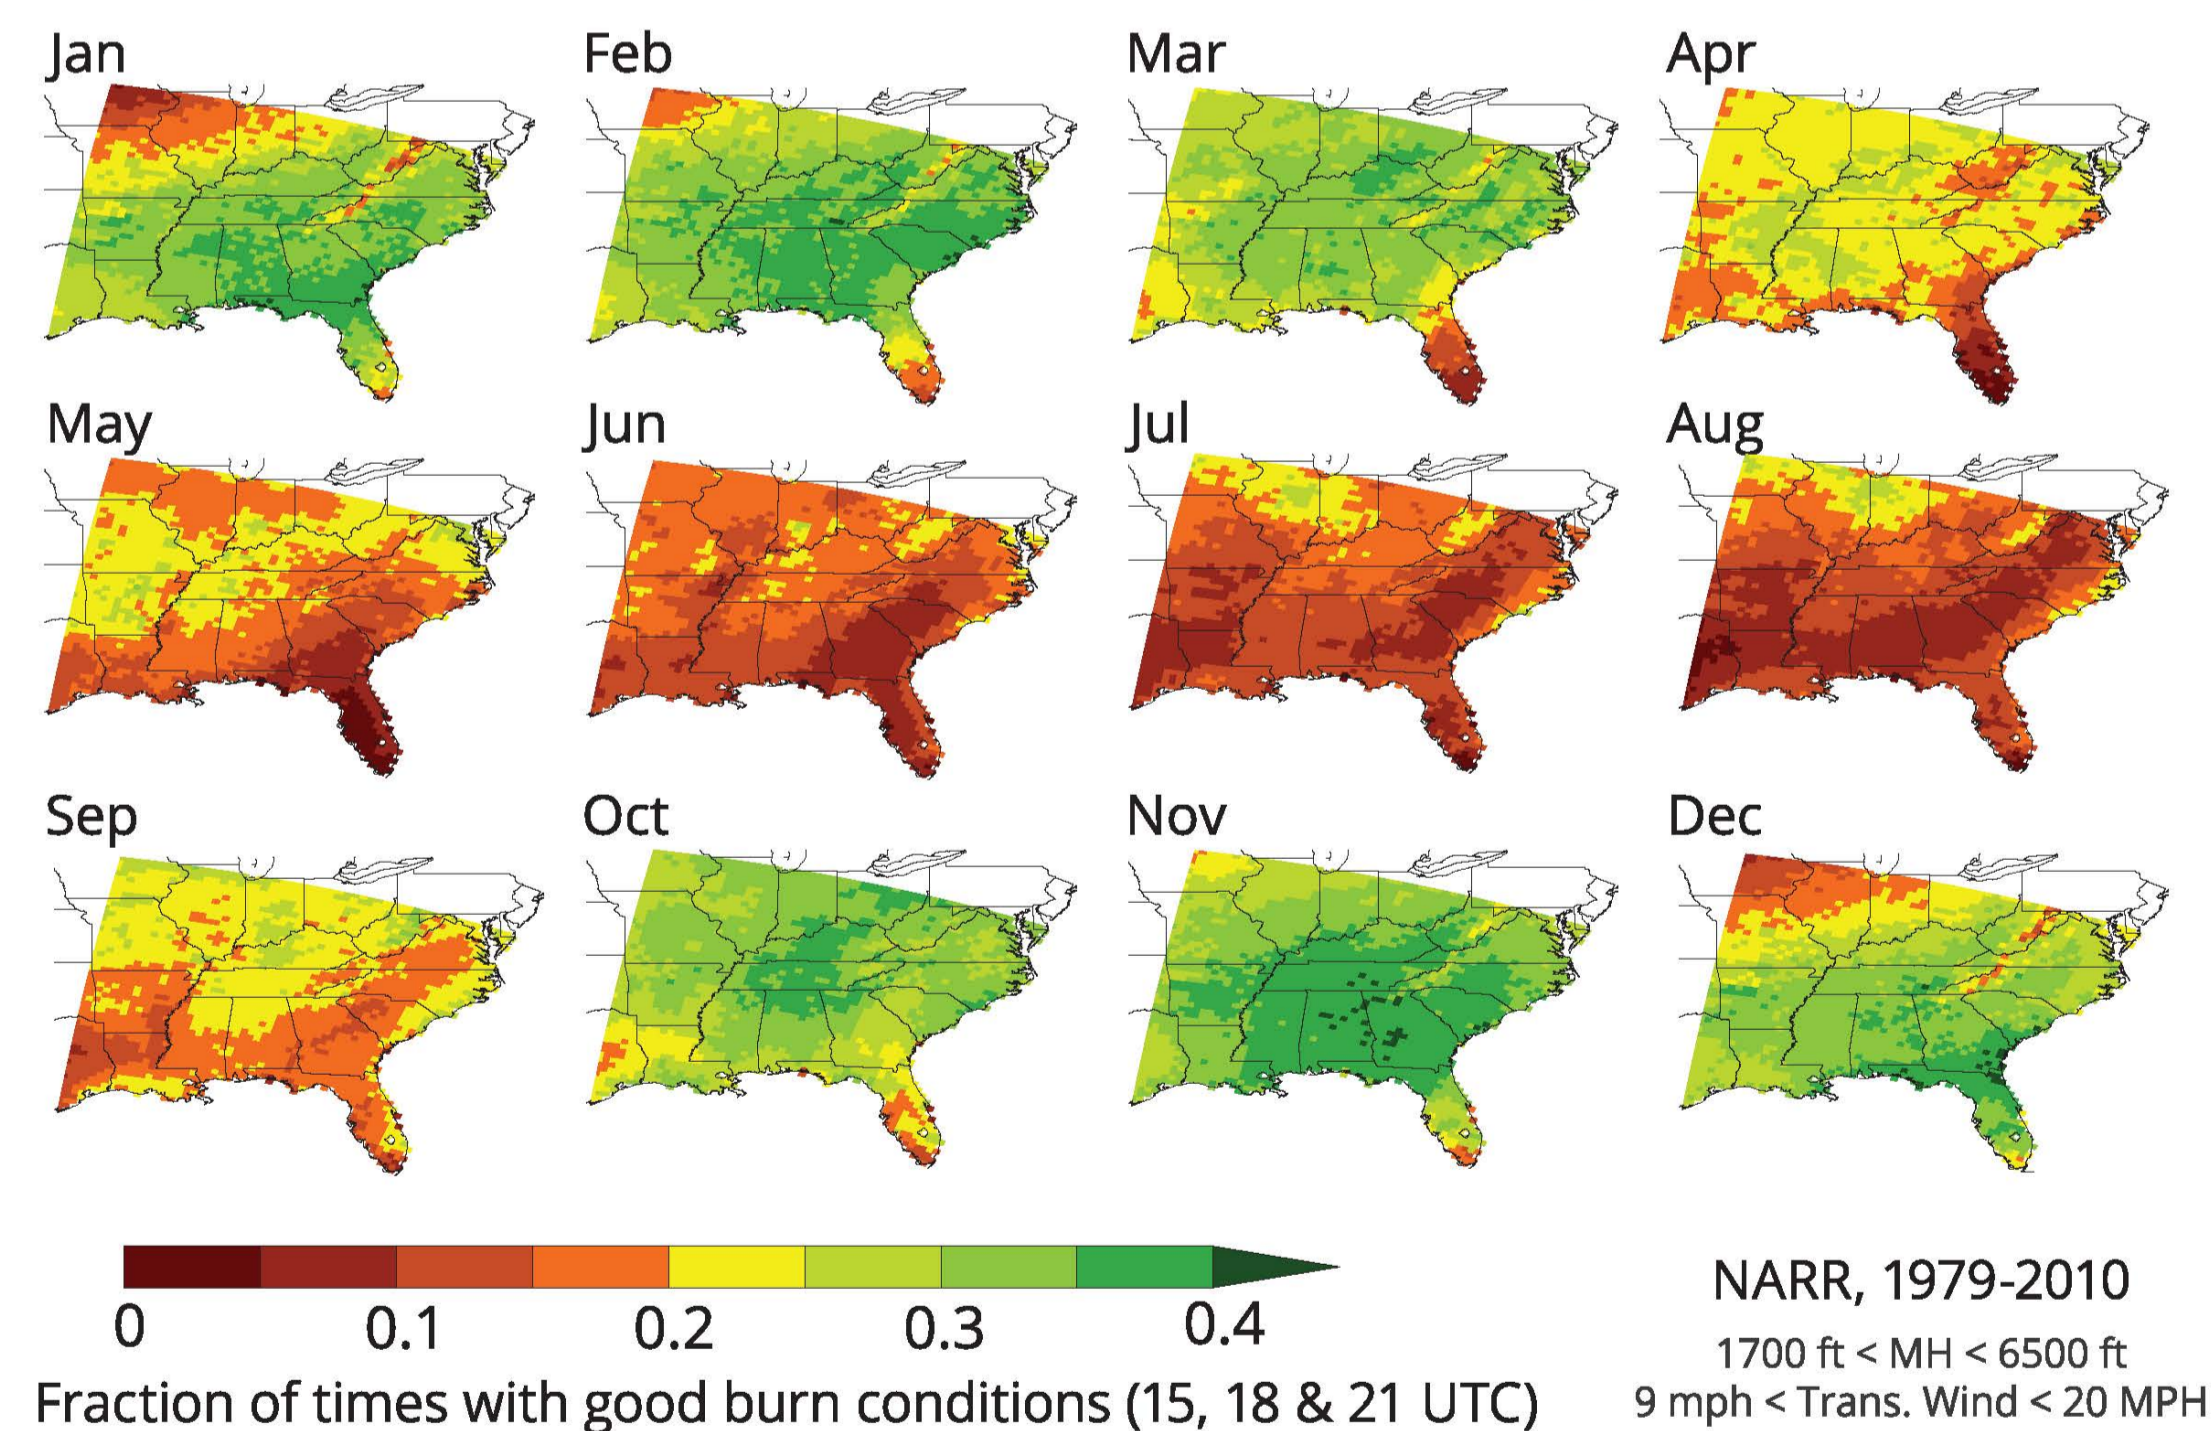 Jan
Feb
Mar
Apr
May
Jun
Jul
Aug
Sep
Oct
Nov
Dec
0
0.1
0.2
0.3
0.4
Fraction of times with good burn conditions (15, 18 & 21 UTC)
NARR, 1979-2010
1700 ft < MH < 6500 ft
9 mph < Trans. Wind < 20 MPH